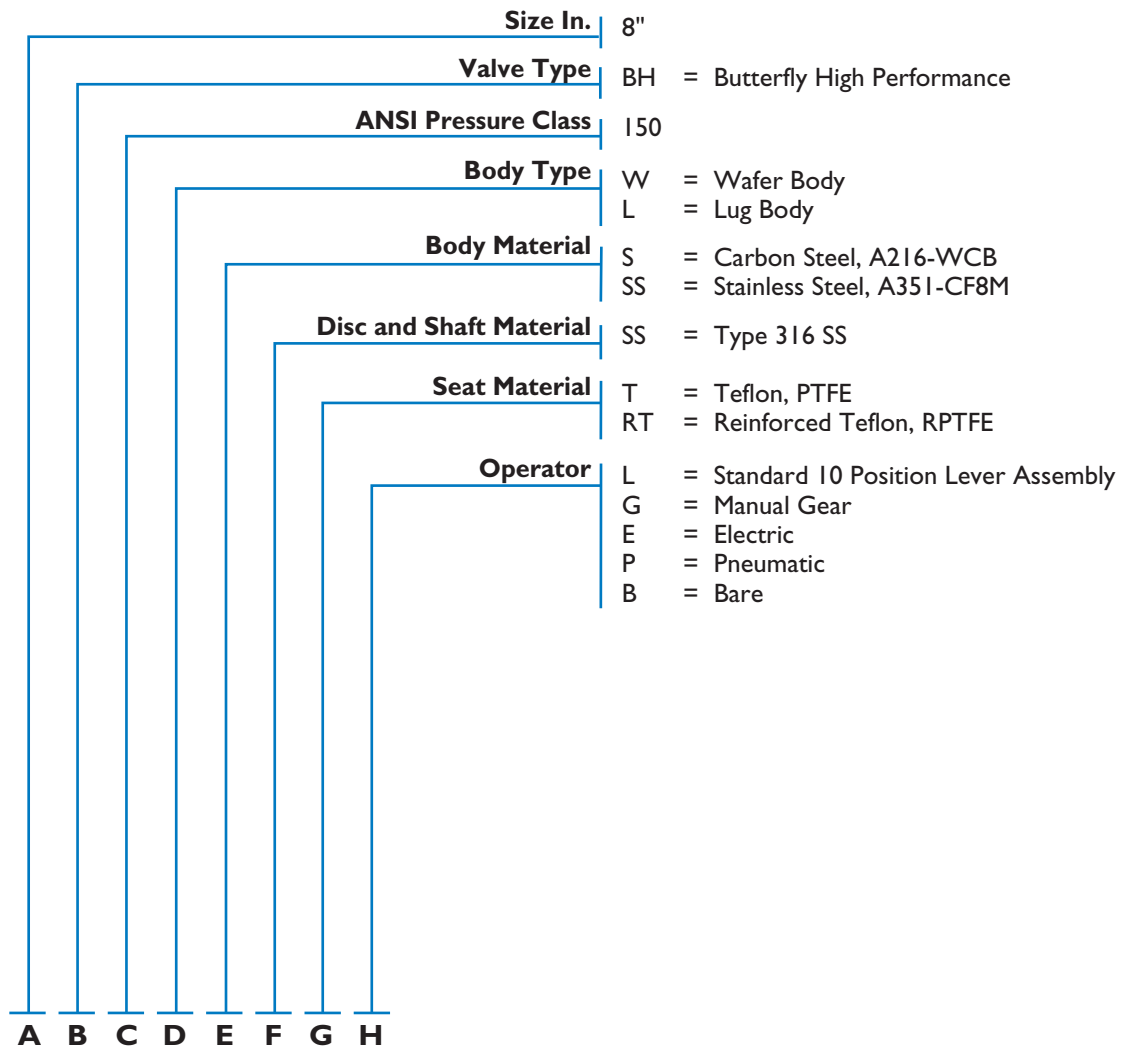 Size In. 8"
Valve Type BH = Butterfly High Performance
ANSI Pressure Class 150
Body Type W = Wafer Body
L = Lug Body
Body Material S = Carbon Steel, A216-WCB
SS = Stainless Steel, A351-CF8M
Disc and Shaft Material SS = Type 316 SS
Seat Material T = Teflon, PTFE
RT = Reinforced Teflon, RPTFE
Operator L = Standard 10 Position Lever Assembly
G = Manual Gear
E = Electric
P = Pneumatic
B = Bare
A B C D E F G H